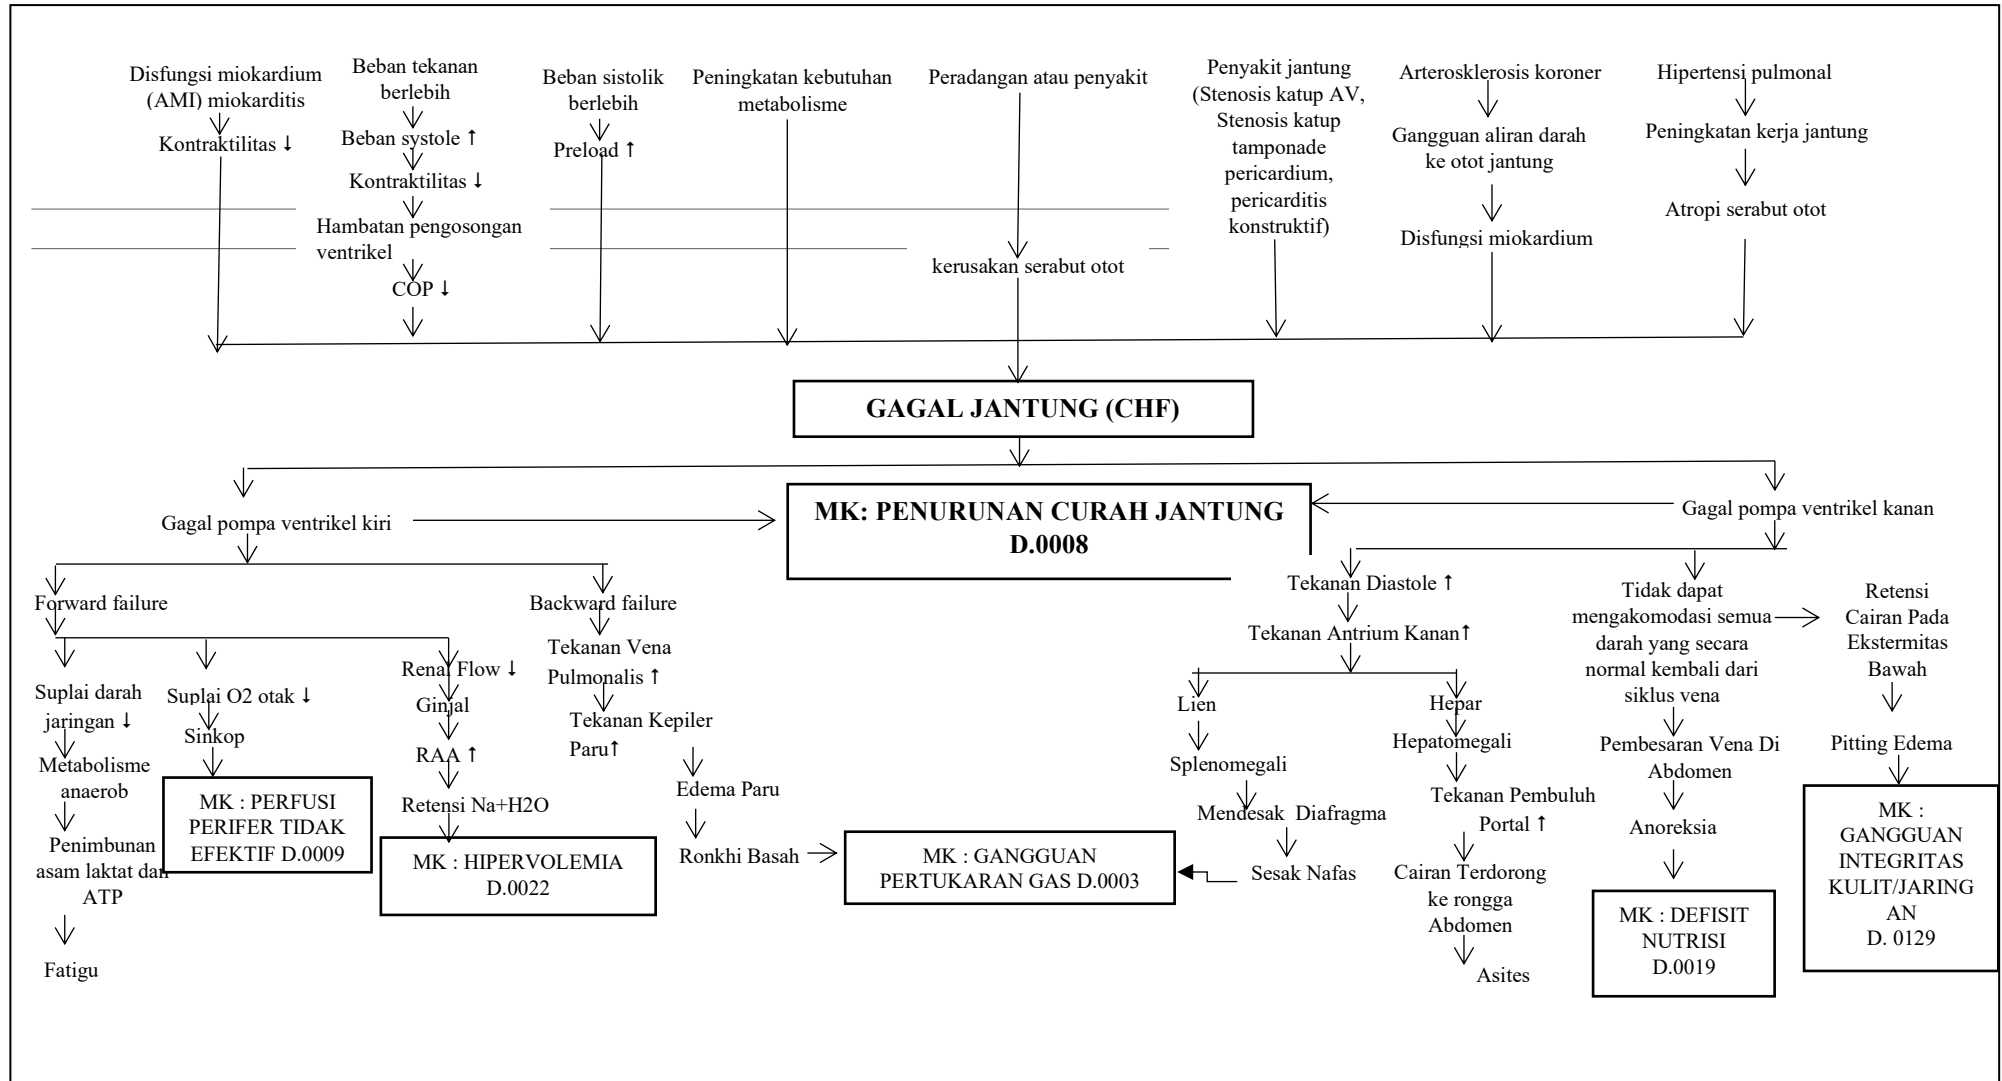 Disfungsi miokardium
(AMI) miokarditis
Kontraktilitas ↓
Beban tekanan
berlebih
Beban systole ↑
Kontraktilitas ↓
Hambatan pengosongan
ventrikel
COP ↓
Beban sistolik
berlebih
Preload ↑
Peningkatan kebutuhan
metabolisme
Peradangan atau penyakit
kerusakan serabut otot
Penyakit jantung
(Stenosis katup AV,
Stenosis katup
tamponade
pericardium,
pericarditis
konstruktif)
Arterosklerosis koroner
Gangguan aliran darah
ke otot jantung
Disfungsi miokardium
Hipertensi pulmonal
Peningkatan kerja jantung
Atropi serabut otot
GAGAL JANTUNG (CHF)
MK: PENURUNAN CURAH JANTUNG
D.0008
Gagal pompa ventrikel kiri
Gagal pompa ventrikel kanan
Forward failure
Backward failure
Suplai darah
jaringan ↓
Metabolisme
anaerob
Penimbunan
asam laktat dan
ATP
Fatigu
Suplai O2 otak ↓
Sinkop
MK : PERFUSI
PERIFER TIDAK
EFEKTIF D.0009
Renal Flow ↓
Ginjal
RAA ↑
Retensi Na+H2O
MK : HIPERVOLEMIA
D.0022
Tekanan Vena
Pulmonalis ↑
Tekanan Kepiler
Paru↑
Edema Paru
Ronkhi Basah
MK : GANGGUAN
PERTUKARAN GAS D.0003
Tekanan Diastole ↑
Tekanan Antrium Kanan↑
Lien
Splenomegali
Mendesak Diafragma
Sesak Nafas
Hepar
Hepatomegali
Tekanan Pembuluh
Portal ↑
Cairan Terdorong
ke rongga
Abdomen
Asites
Tidak dapat
mengakomodasi semua
darah yang secara
normal kembali dari
siklus vena
Pembesaran Vena Di
Abdomen
Anoreksia
MK : DEFISIT
NUTRISI
D.0019
Retensi
Cairan Pada
Ekstermitas
Bawah
Pitting Edema
MK :
GANGGUAN
INTEGRITAS
KULIT/JARING
AN
D. 0129